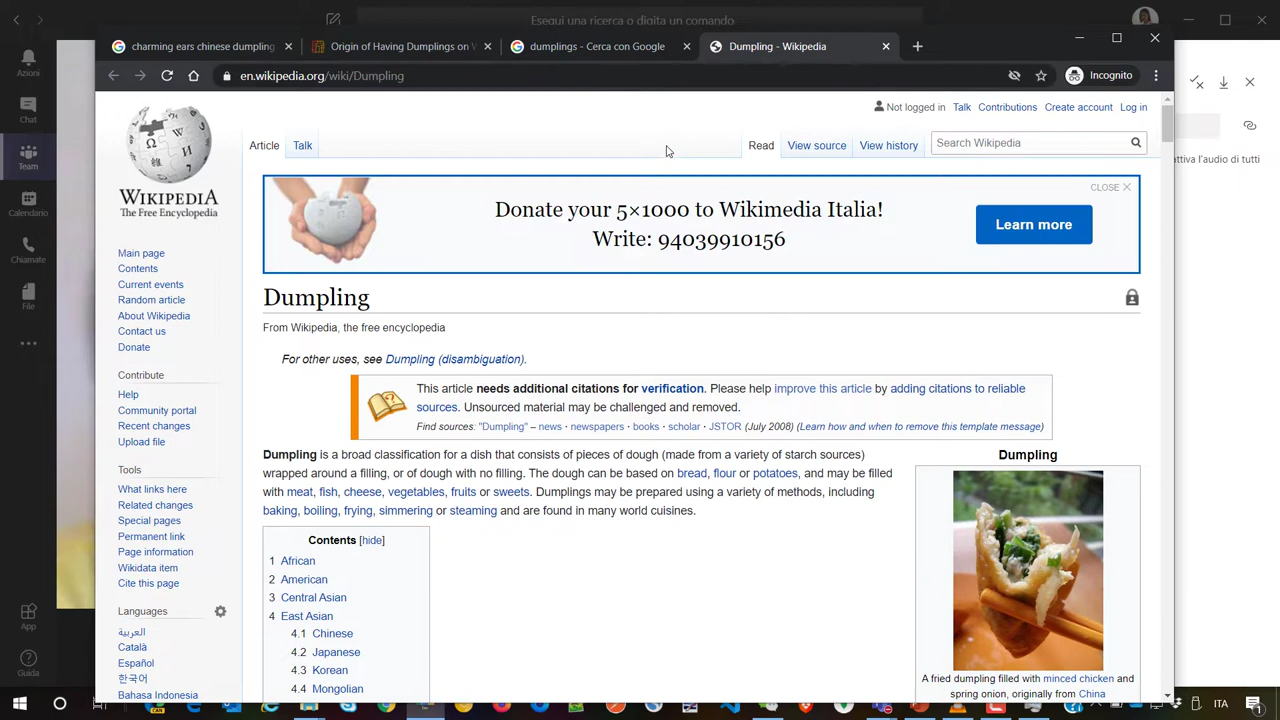 Esegui una ricerca o digita un comando
charming ears chinese dumpling
Origin of Having Dumplings on
dumplings - Cerca con Google
Dumpling - Wikipedia
en.wikipedia.org/wiki/Dumpling
Incognito
Azioni
Chat
Team
Calendario
Chiamate
File
App
Guida
attiva l'audio di tutti
Not logged in Talk Contributions Create account Log in
Article Talk
Read View source View history Search Wikipedia
WIKIPEDIA
The Free Encyclopedia
Main page
Contents
Current events
Random article
About Wikipedia
Contact us
Donate
Contribute
Help
Community portal
Recent changes
Upload file
Tools
What links here
Related changes
Special pages
Permanent link
Page information
Wikidata item
Cite this page
Languages
العربية
Català
Español
한국어
Bahasa Indonesia
CLOSE
Donate your 5×1000 to Wikimedia Italia!
Write: 94039910156
Learn more
Dumpling
From Wikipedia, the free encyclopedia
For other uses, see Dumpling (disambiguation).
This article needs additional citations for verification. Please help improve this article by adding citations to reliable
sources. Unsourced material may be challenged and removed.
Find sources: "Dumpling" – news · newspapers · books · scholar · JSTOR (July 2008) (Learn how and when to remove this template message)
Dumpling is a broad classification for a dish that consists of pieces of dough (made from a variety of starch sources)
wrapped around a filling, or of dough with no filling. The dough can be based on bread, flour or potatoes, and may be filled
with meat, fish, cheese, vegetables, fruits or sweets. Dumplings may be prepared using a variety of methods, including
baking, boiling, frying, simmering or steaming and are found in many world cuisines.
Contents [hide]
1 African
2 American
3 Central Asian
4 East Asian
4.1 Chinese
4.2 Japanese
4.3 Korean
4.4 Mongolian
Dumpling
A fried dumpling filled with minced chicken and
spring onion, originally from China
ITA
1